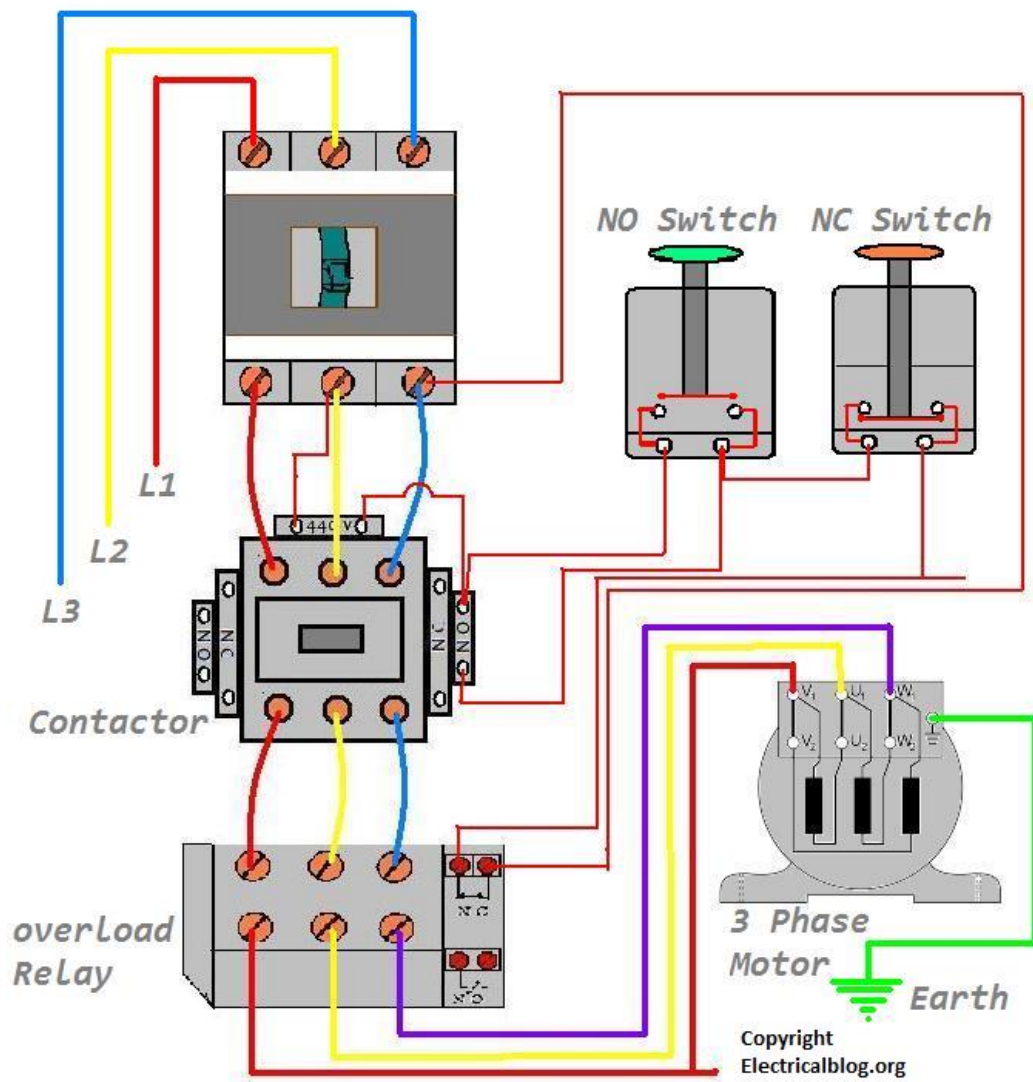 NO Switch
NC Switch
L1
L2
L3
440V
NO
NC
NC
NO
Contactor
V1
U1
W1
V2
U2
W2
NC
NO
overload
Relay
3 Phase
Motor
Earth
Copyright
Electricalblog.org